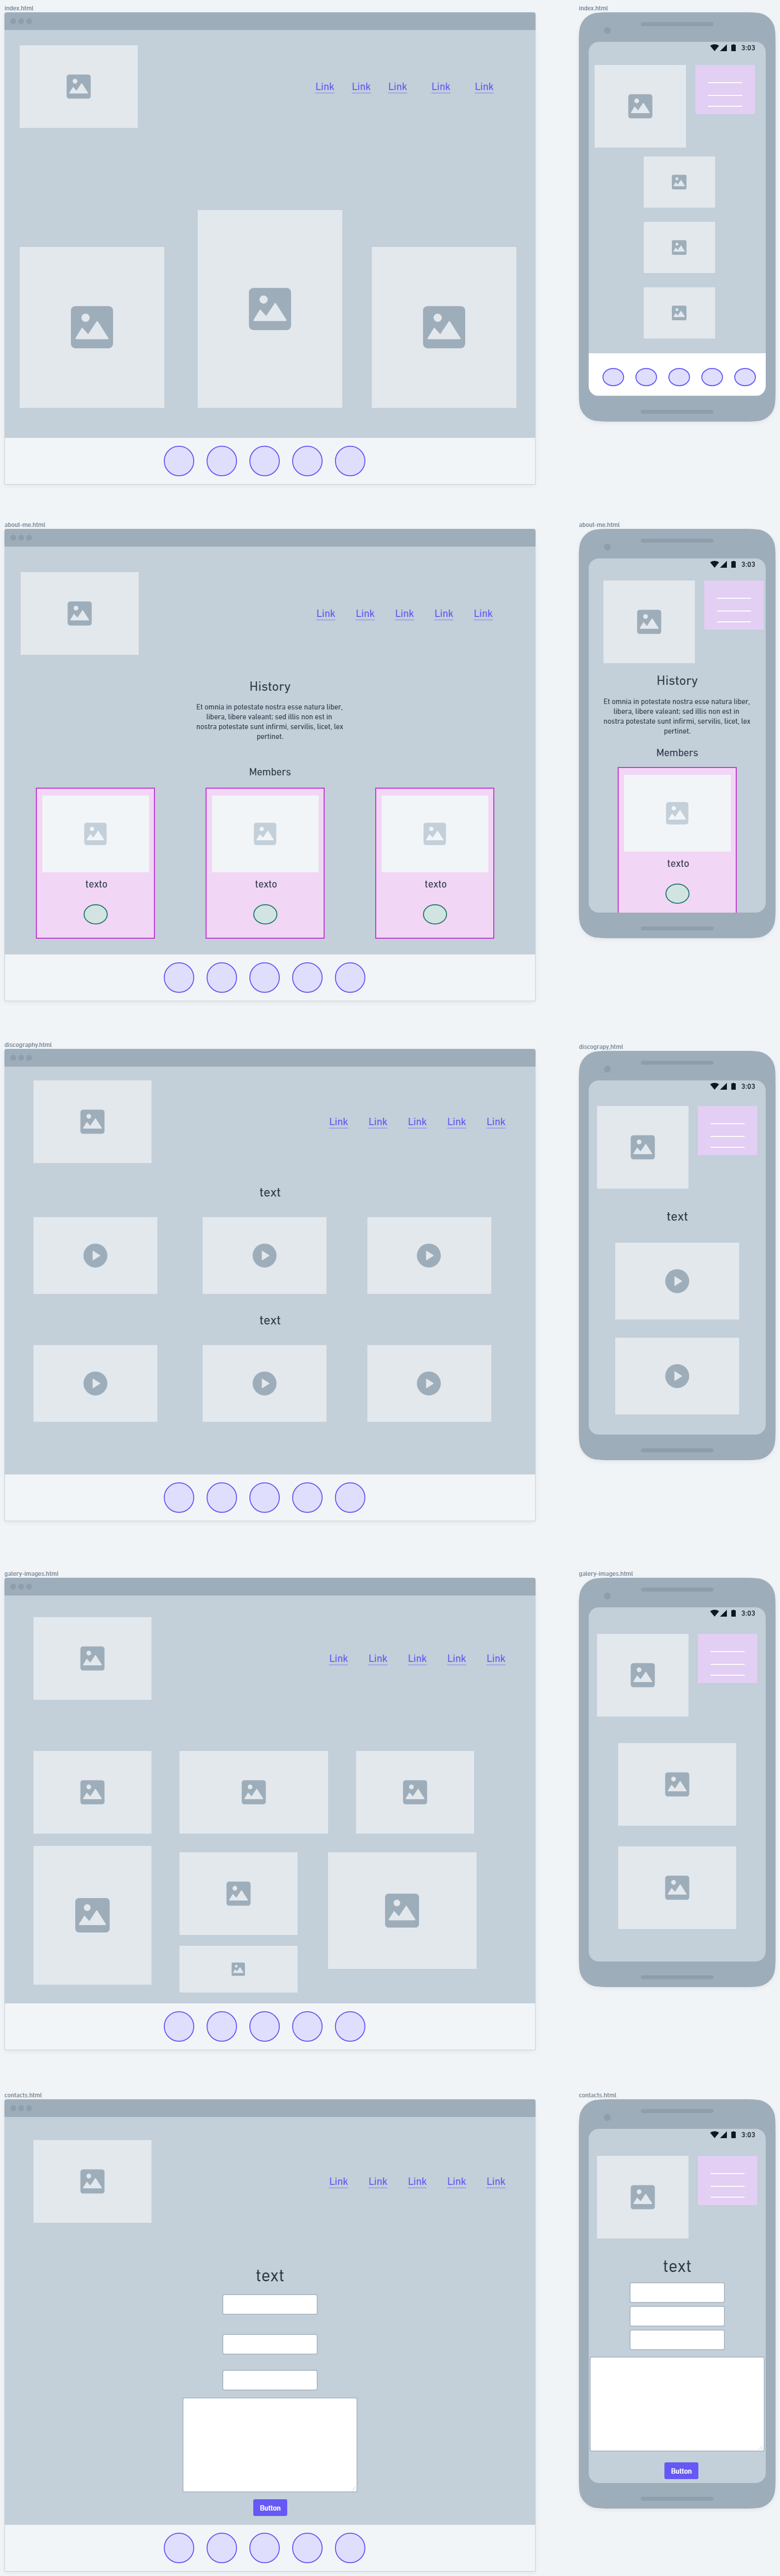 index.html
index.html
Link Link Link Link Link
3:03
about-me.html
about-me.html
Link Link Link Link Link
History
Et omnia in potestate nostra esse natura liber,
libera, libere valeant; sed illis non est in
nostra potestate sunt infirmi, servilis, licet, lex
pertinet.
Members
texto
texto
texto
3:03
History
Et omnia in potestate nostra esse natura liber,
libera, libere valeant; sed illis non est in
nostra potestate sunt infirmi, servilis, licet, lex
pertinet.
Members
texto
discography.html
discograpy.html
Link Link Link Link Link
text
text
3:03
text
galery-images.html
galery-images.html
Link Link Link Link Link
3:03
contacts.html
contacts.html
Link Link Link Link Link
text
Button
3:03
text
Button